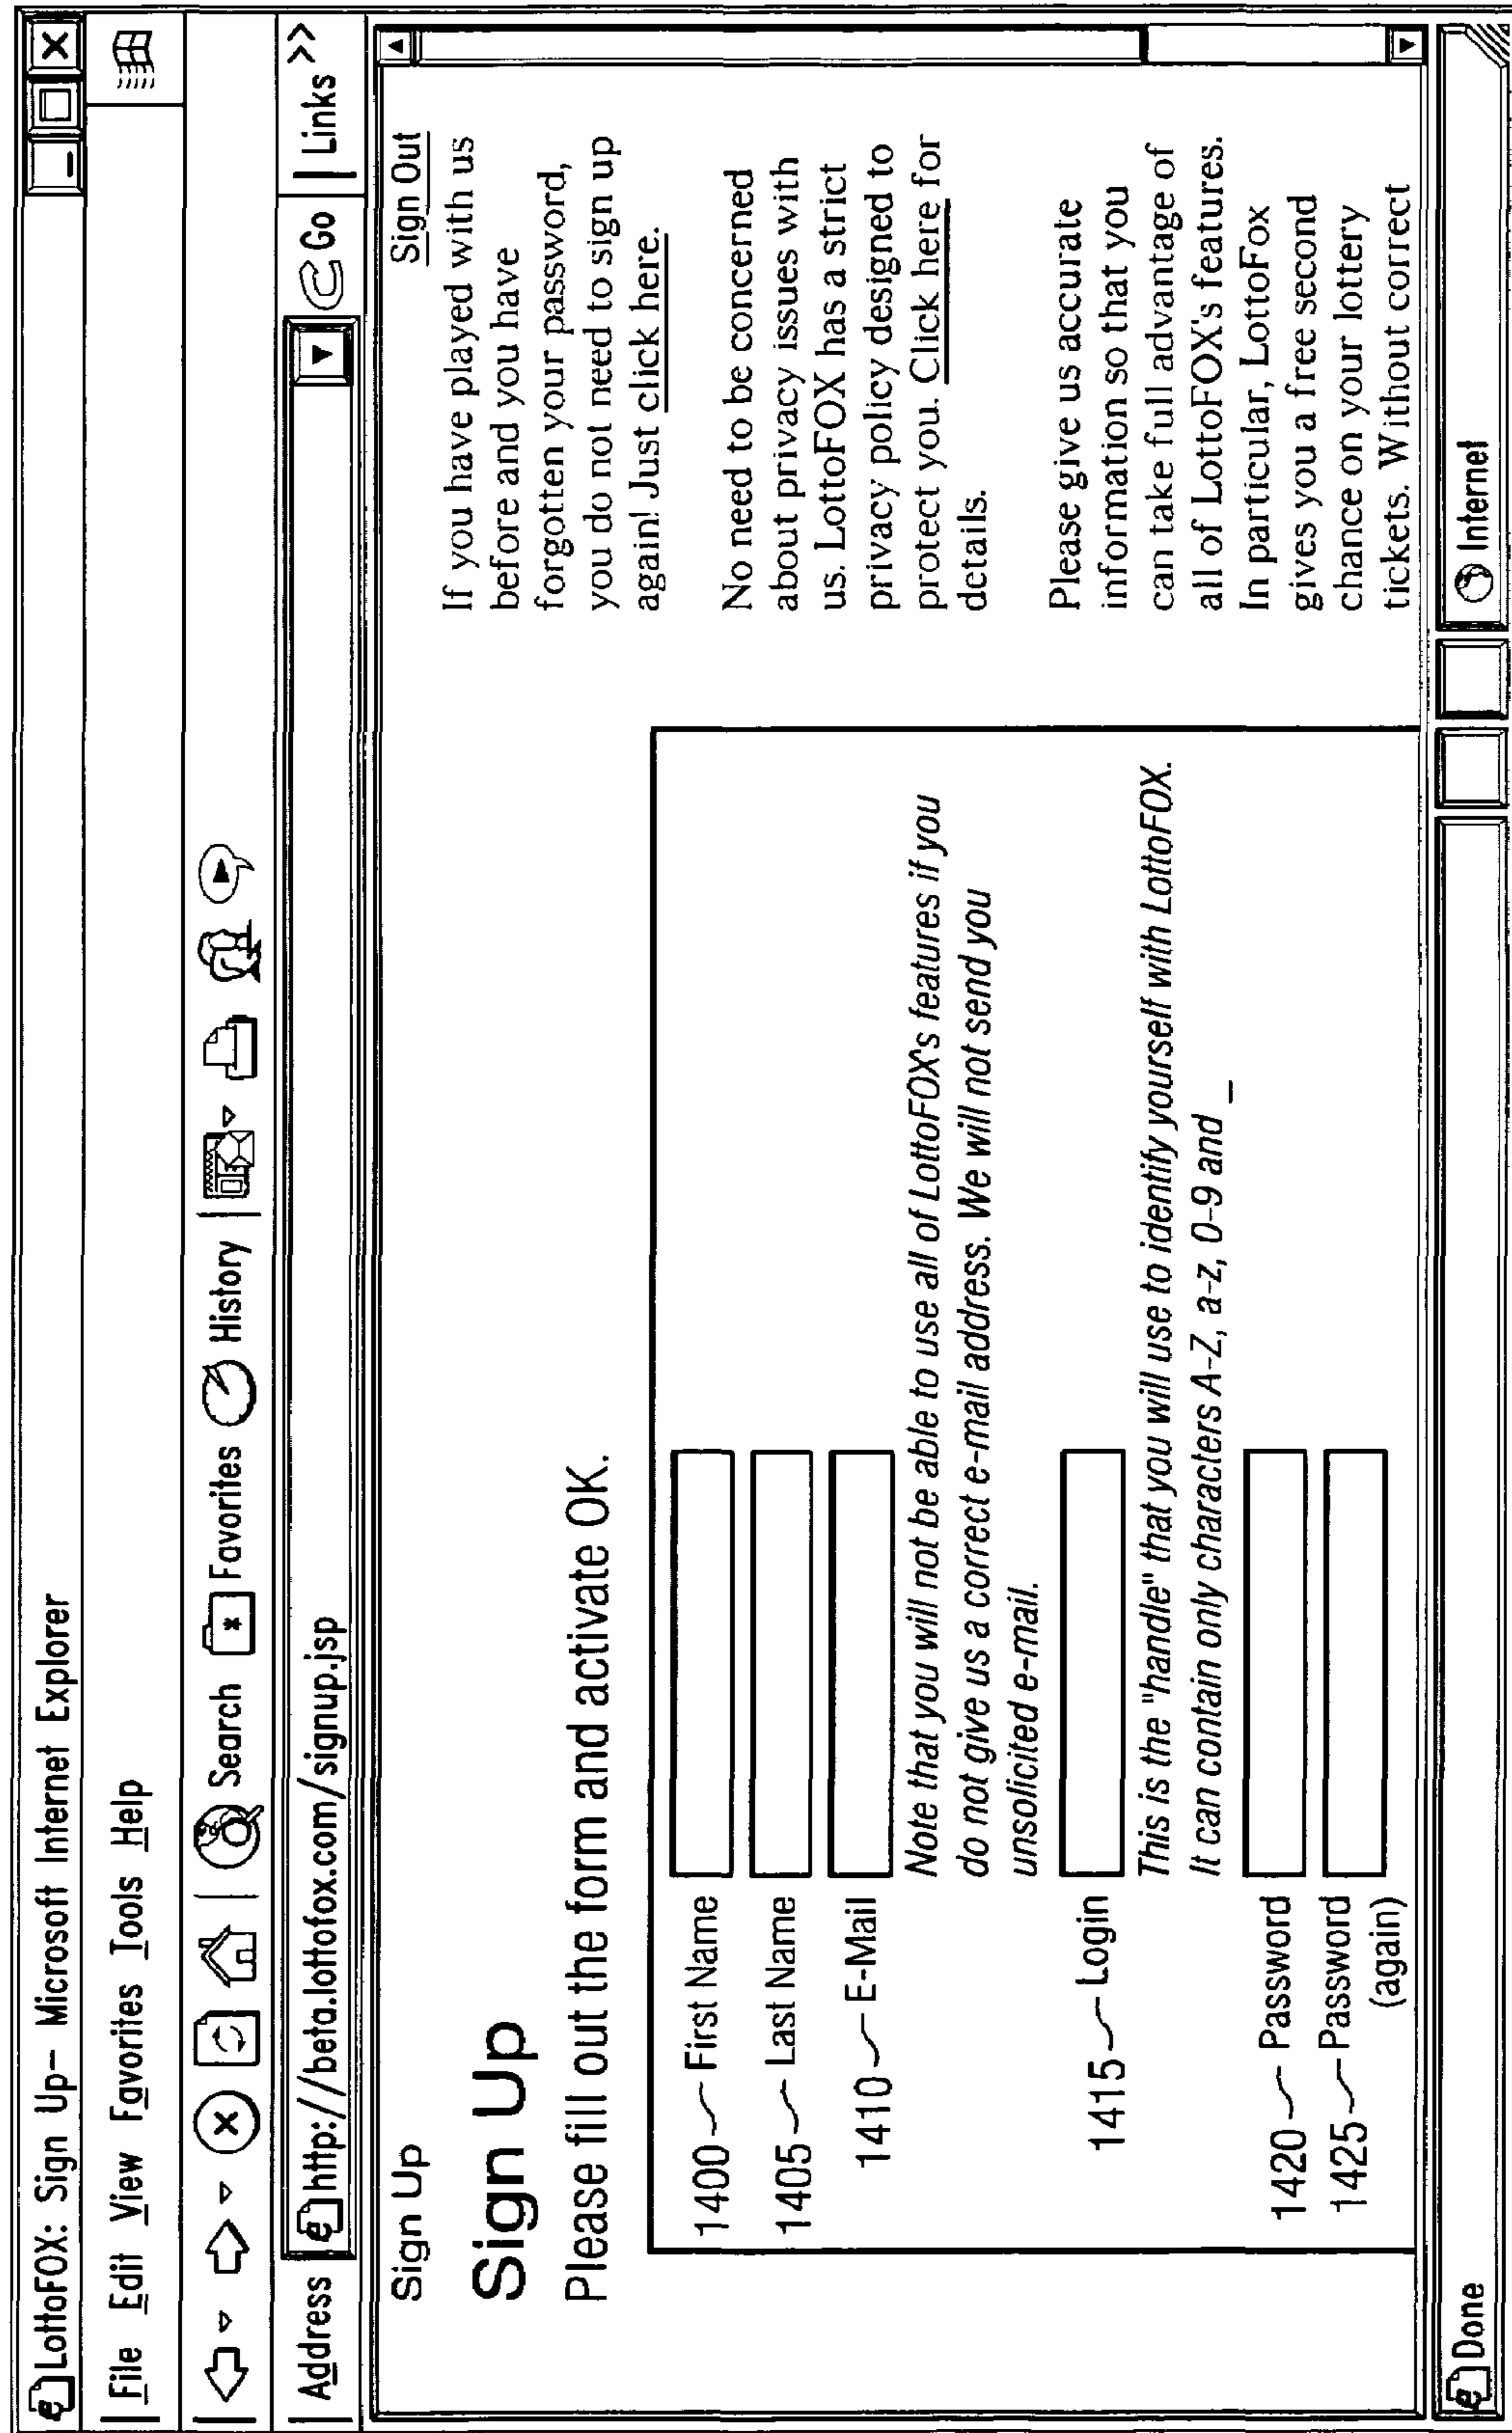 LottoFOX: Sign Up- Microsoft Internet Explorer
File Edit View Favorites Tools Help
Search Favorites History
Address http://beta.lottofox.com/signup.jsp Go Links >>
Sign Up
Sign Out
Sign Up
Please fill out the form and activate OK.
1400 First Name
1405 Last Name
1410 E-Mail
Note that you will not be able to use all of LottoFOX's features if you
do not give us a correct e-mail address. We will not send you
unsolicited e-mail.
1415 Login
This is the "handle" that you will use to identify yourself with LottoFOX.
It can contain only characters A-Z, a-z, 0-9 and _
1420 Password
1425 Password
(again)
If you have played with us
before and you have
forgotten your password,
you do not need to sign up
again! Just click here.
No need to be concerned
about privacy issues with
us. LottoFOX has a strict
privacy policy designed to
protect you. Click here for
details.
Please give us accurate
information so that you
can take full advantage of
all of LottoFOX's features.
In particular, LottoFox
gives you a free second
chance on your lottery
tickets. Without correct
Done
Internet